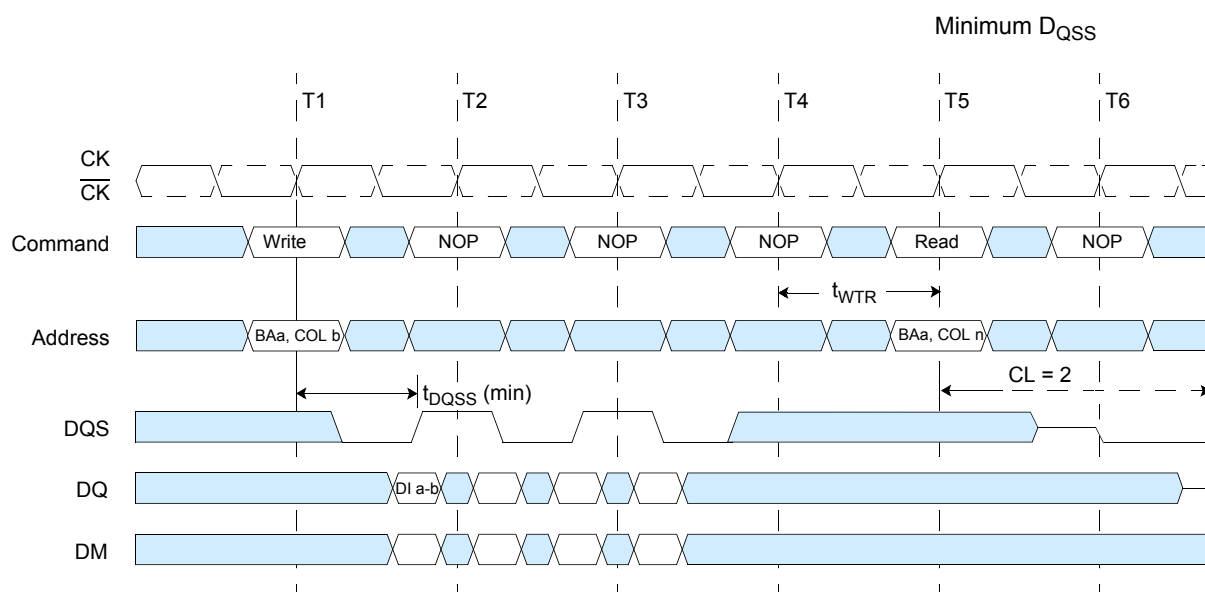 Minimum DQSS
T1 T2 T3 T4 T5 T6
CK
CK
Command Write NOP NOP NOP Read NOP
tWTR
Address BAa, COL b BAa, COL n
CL = 2
tDQSS (min)
DQS
DQ DI a-b
DM